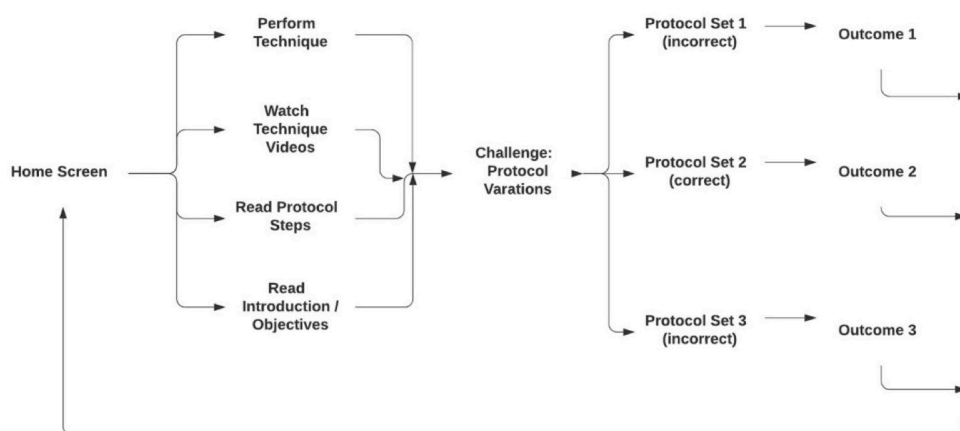 Home Screen
Perform
Technique
Watch
Technique
Videos
Read Protocol
Steps
Read
Introduction /
Objectives
Challenge:
Protocol
Varations
Protocol Set 1
(incorrect)
Outcome 1
Protocol Set 2
(correct)
Outcome 2
Protocol Set 3
(incorrect)
Outcome 3